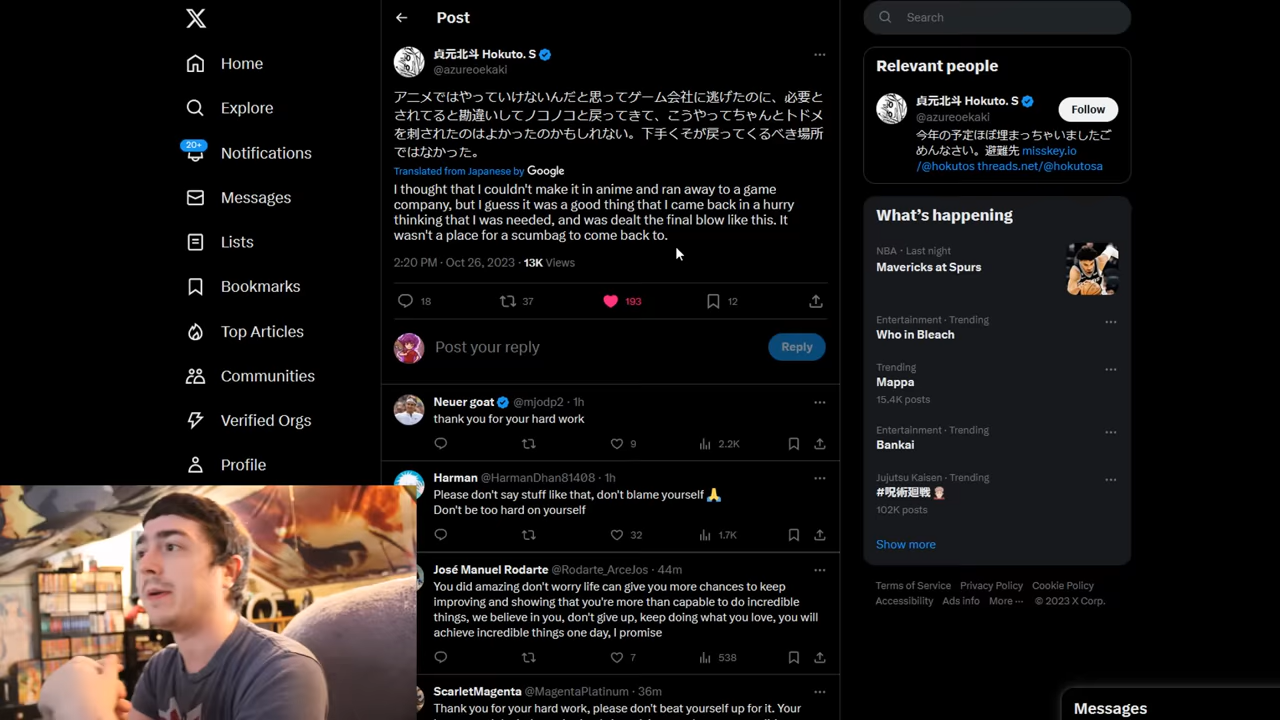 Home
Explore
20+
Notifications
Messages
Lists
Bookmarks
Top Articles
Communities
Verified Orgs
Profile
Post
貞元北斗 Hokuto. S
@azureoekaki
アニメではやっていけないんだと思ってゲーム会社に逃げたのに、必要と
されてると勘違いしてノコノコと戻ってきて、こうやってちゃんとトドメ
を刺されたのはよかったのかもしれない。下手くそが戻ってくるべき場所
ではなかった。
Translated from Japanese by Google
I thought that I couldn't make it in anime and ran away to a game
company, but I guess it was a good thing that I came back in a hurry
thinking that I was needed, and was dealt the final blow like this. It
wasn't a place for a scumbag to come back to.
2:20 PM · Oct 26, 2023 · 13K Views
18 37 193 12
Post your reply
Reply
Neuer goat @mjodp2 · 1h
thank you for your hard work
9 2.2K
Harman @HarmanDhan81408 · 1h
Please don't say stuff like that, don't blame yourself 🙏
Don't be too hard on yourself
32 1.7K
José Manuel Rodarte @Rodarte_ArceJos · 44m
You did amazing don't worry life can give you more chances to keep
improving and showing that you're more than capable to do incredible
things, we believe in you, don't give up, keep doing what you love, you will
achieve incredible things one day, I promise
7 538
ScarletMagenta @MagentaPlatinum · 36m
Thank you for your hard work, please don't beat yourself up for it. Your
Search
Relevant people
貞元北斗 Hokuto. S
@azureoekaki
Follow
今年の予定ほぼ埋まっちゃいましたご
めんなさい。避難先 misskey.io
/@hokutos threads.net/@hokutosa
What's happening
NBA · Last night
Mavericks at Spurs
Entertainment · Trending
Who in Bleach
Trending
Mappa
15.4K posts
Entertainment · Trending
Bankai
Jujutsu Kaisen · Trending
#呪術廻戦
102K posts
Show more
Terms of Service Privacy Policy Cookie Policy
Accessibility Ads info More ··· © 2023 X Corp.
Messages